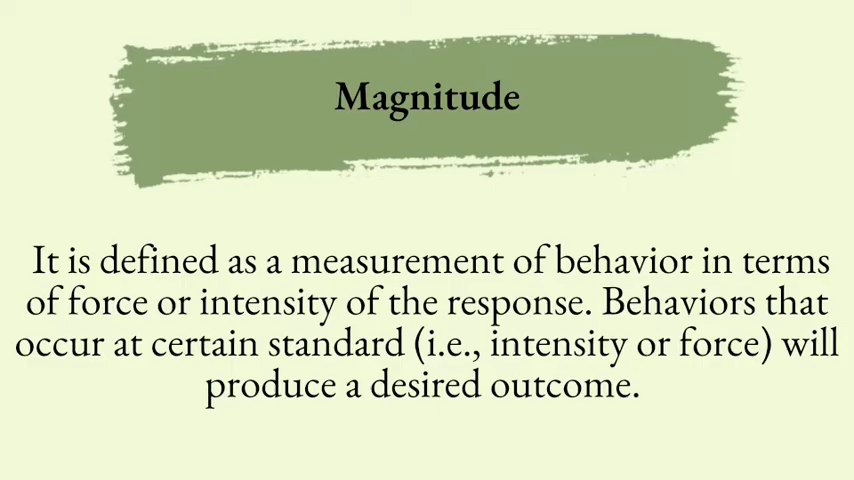 Magnitude
It is defined as a measurement of behavior in terms
of force or intensity of the response. Behaviors that
occur at certain standard (i.e., intensity or force) will
produce a desired outcome.